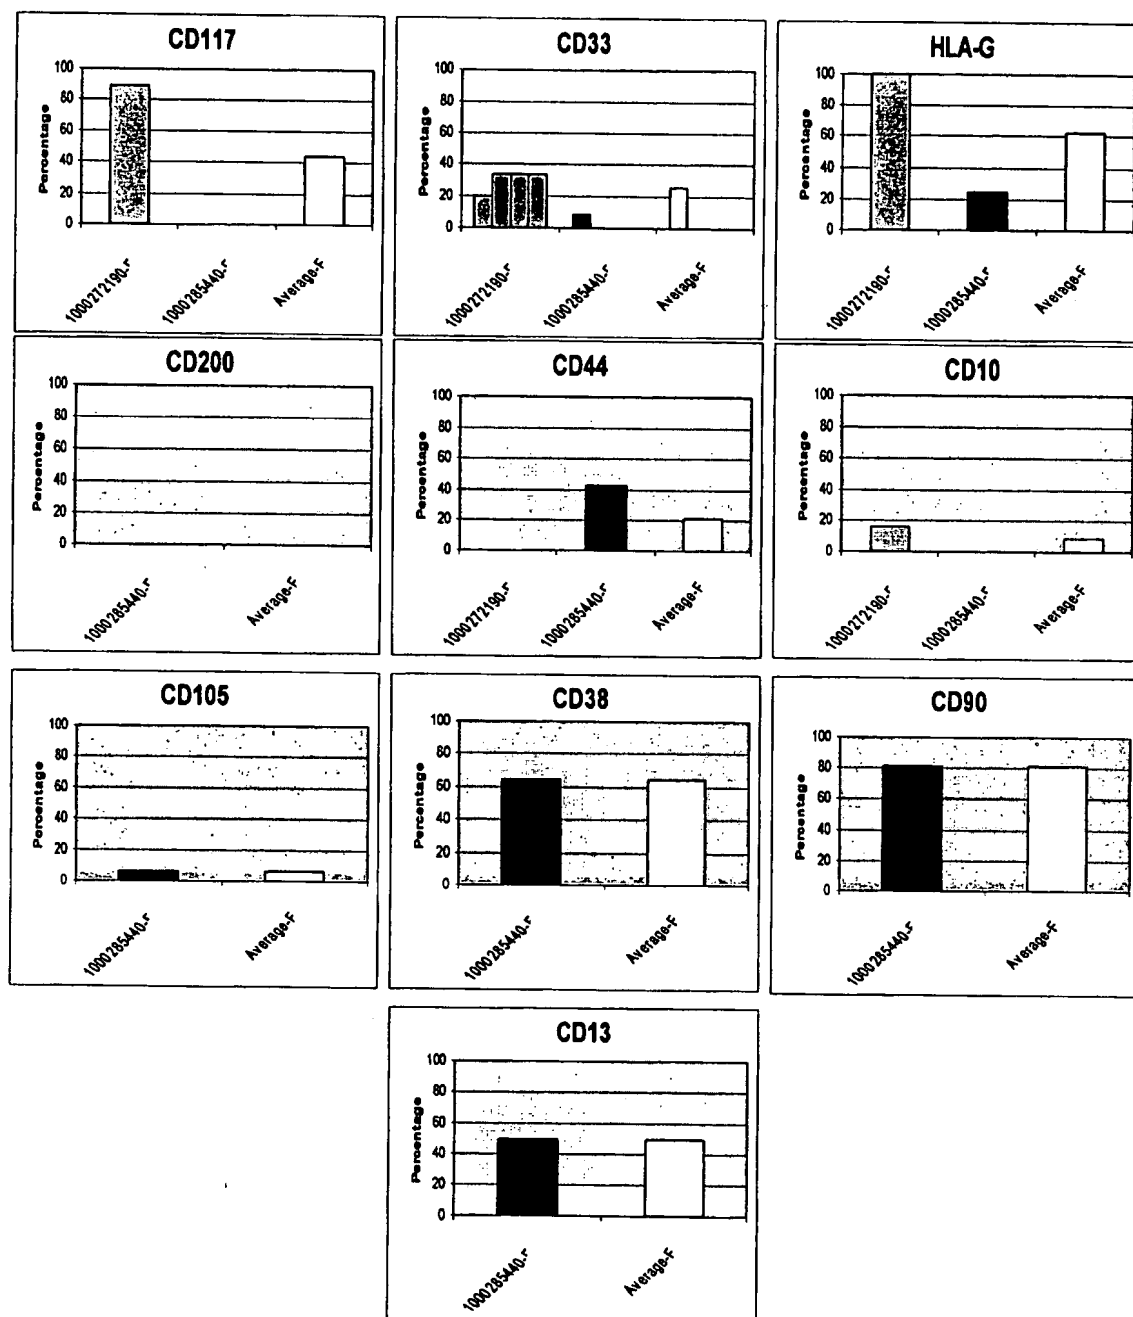 CD117
Percentage
100
80
60
40
20
0
1000272190-F
1000285440-F
Average-F
CD33
Percentage
100
80
60
40
20
0
1000272190-F
1000285440-F
Average-F
HLA-G
Percentage
100
80
60
40
20
0
1000272190-F
1000285440-F
Average-F
CD200
Percentage
100
80
60
40
20
0
1000285440-F
Average-F
CD44
Percentage
100
80
60
40
20
0
1000272190-F
1000285440-F
Average-F
CD10
Percentage
100
80
60
40
20
0
1000272190-F
1000285440-F
Average-F
CD105
Percentage
100
80
60
40
20
0
1000285440-F
Average-F
CD38
Percentage
100
80
60
40
20
0
1000285440-F
Average-F
CD90
Percentage
100
80
60
40
20
0
1000285440-F
Average-F
CD13
Percentage
100
80
60
40
20
0
1000285440-F
Average-F